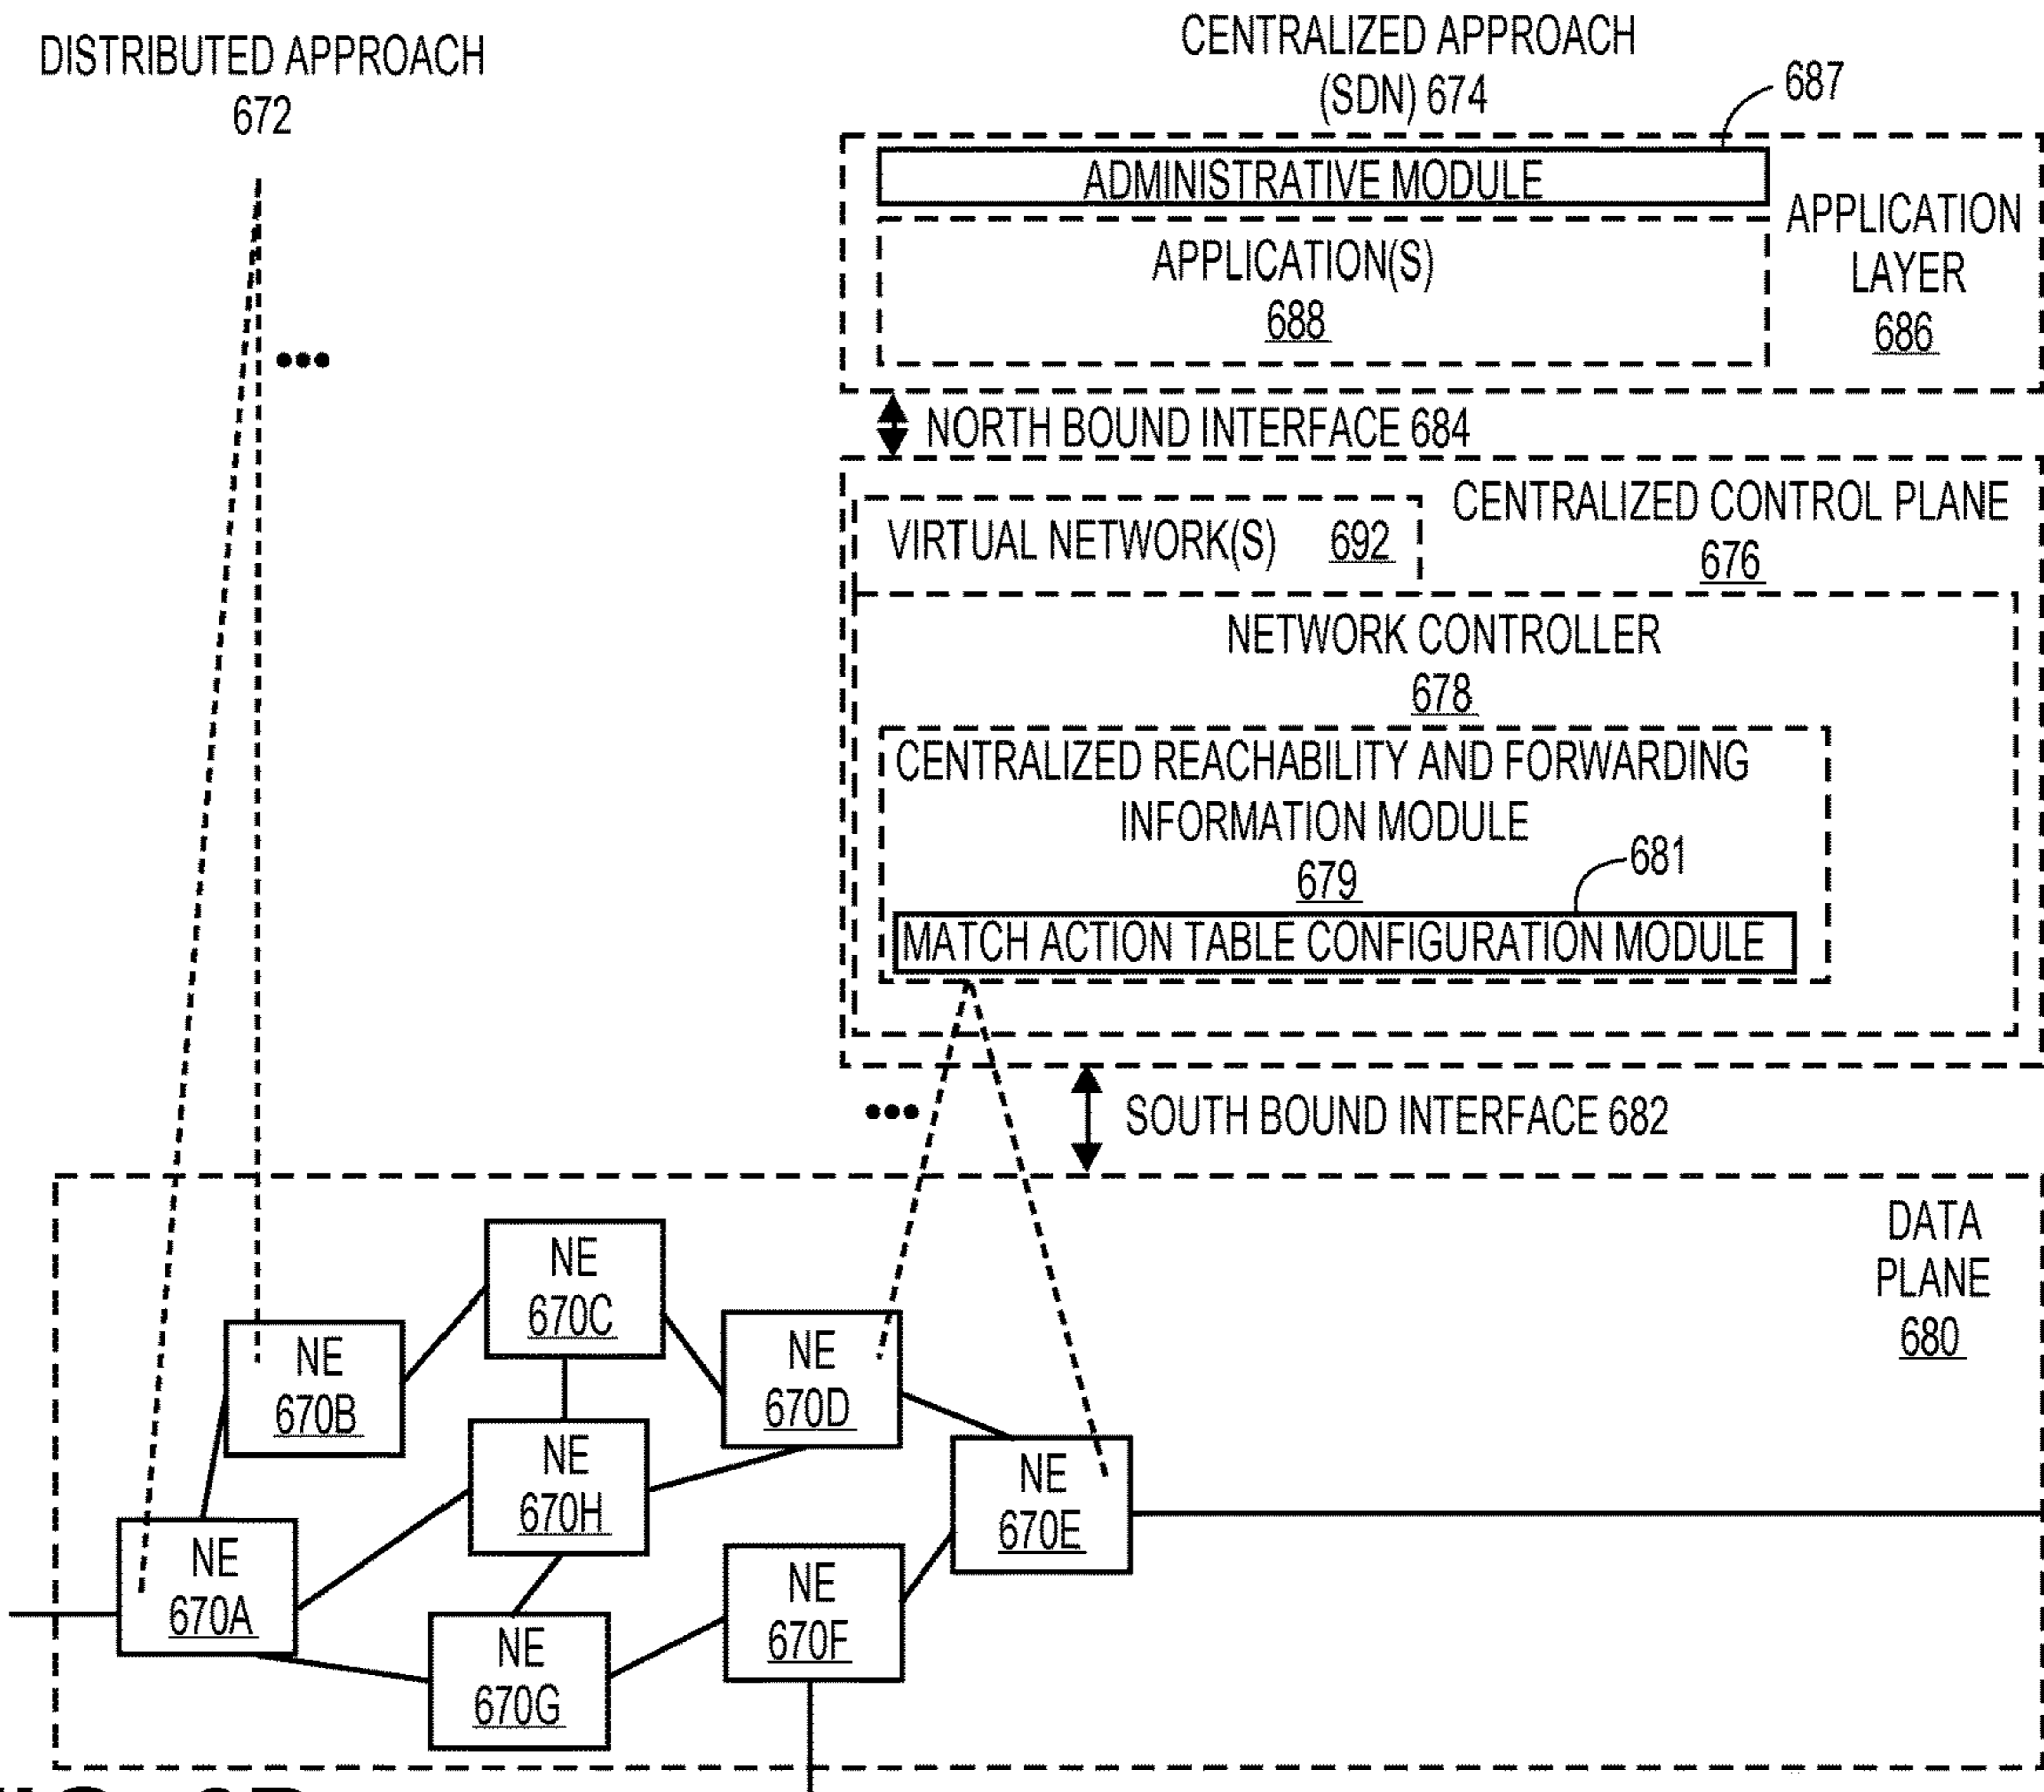 DISTRIBUTED APPROACH
672
CENTRALIZED APPROACH
(SDN) 674
687
ADMINISTRATIVE MODULE
APPLICATION(S)
688
APPLICATION
LAYER
686
NORTH BOUND INTERFACE 684
VIRTUAL NETWORK(S) 692
CENTRALIZED CONTROL PLANE
676
NETWORK CONTROLLER
678
CENTRALIZED REACHABILITY AND FORWARDING
INFORMATION MODULE
679
681
MATCH ACTION TABLE CONFIGURATION MODULE
SOUTH BOUND INTERFACE 682
DATA
PLANE
680
NE
670C
NE
670B
NE
670D
NE
670H
NE
670E
NE
670A
NE
670F
NE
670G